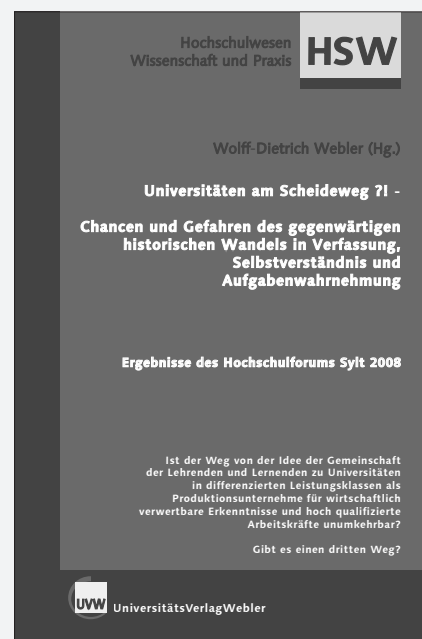 Hochschulwesen
Wissenschaft und Praxis
HSW
Wolff-Dietrich Webler (Hg.)
Universitäten am Scheideweg ?! -
Chancen und Gefahren des gegenwärtigen
historischen Wandels in Verfassung,
Selbstverständnis und
Aufgabenwahrnehmung
Ergebnisse des Hochschulforums Sylt 2008
Ist der Weg von der Idee der Gemeinschaft
der Lehrenden und Lernenden zu Universitäten
in differenzierten Leistungsklassen als
Produktionsunternehme für wirtschaftlich
verwertbare Erkenntnisse und hoch qualifizierte
Arbeitskräfte unumkehrbar?
Gibt es einen dritten Weg?
UVW
UniversitätsVerlagWebler